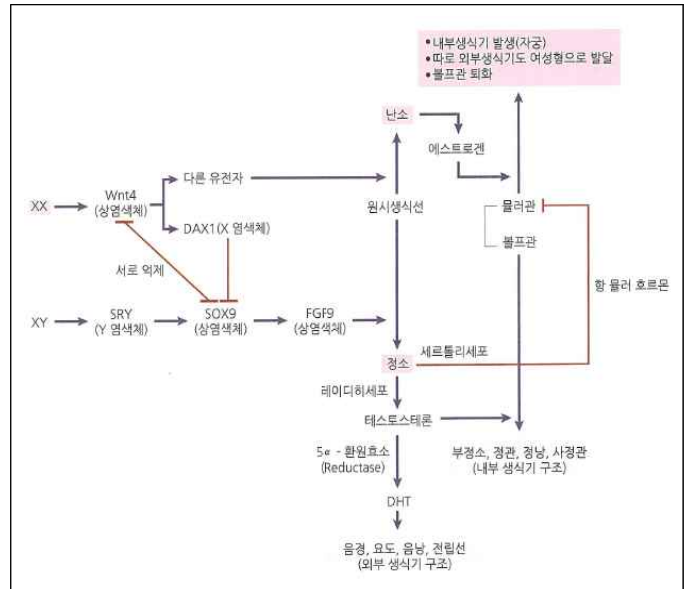 • 내부생식기 발생(자궁)
• 따로 외부생식기도 여성형으로 발달
• 볼프관 퇴화
난소
에스트로겐
다른 유전자
XX
Wnt4
(상염색체)
원시생식선
뮬러관
DAX1(X 염색체)
볼프관
서로 억제
항 뮬러 호르몬
XY
SRY
(Y 염색체)
SOX9
(상염색체)
FGF9
(상염색체)
정소
세르톨리세포
레이디히세포
테스토스테론
5α - 환원효소
(Reductase)
부정소, 정관, 정낭, 사정관
(내부 생식기 구조)
DHT
음경, 요도, 음낭, 전립선
(외부 생식기 구조)